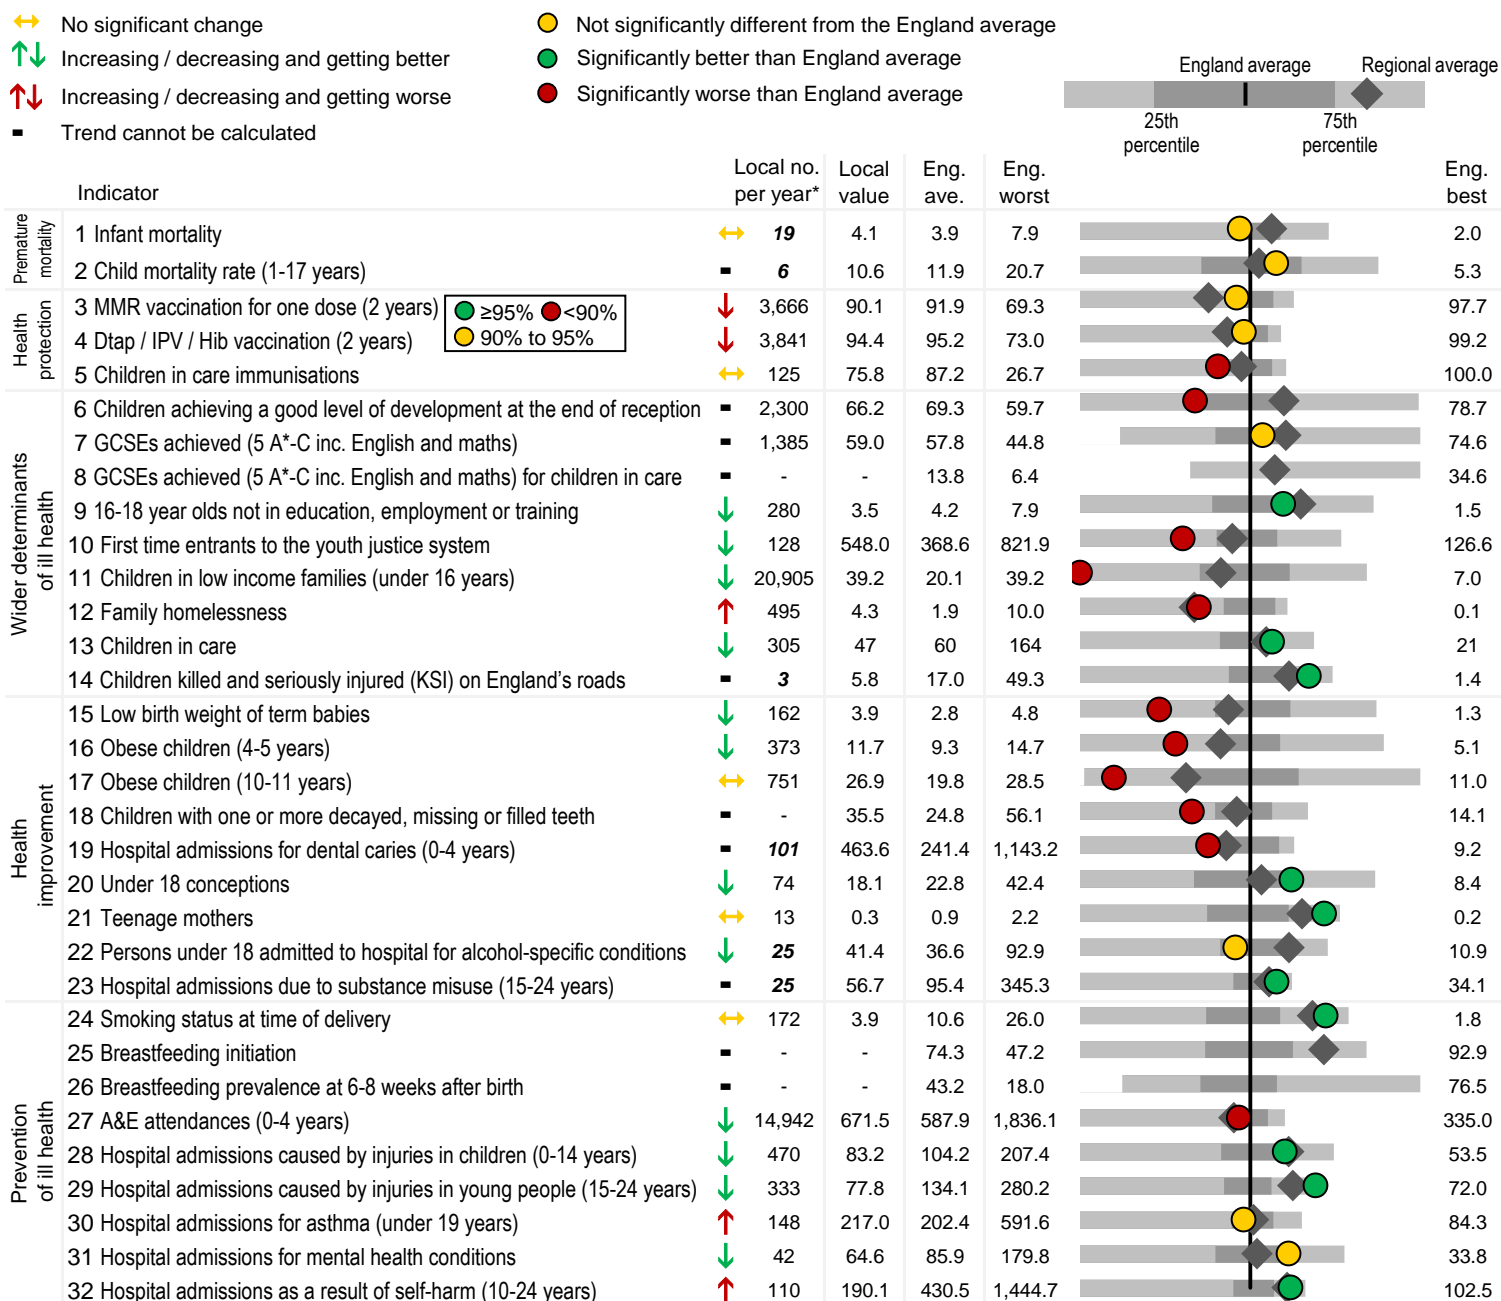 No significant change
Increasing / decreasing and getting better
Increasing / decreasing and getting worse
Trend cannot be calculated
Not significantly different from the England average
Significantly better than England average
Significantly worse than England average
England average Regional average
25th percentile
75th percentile
Indicator Local no. per year* Local value Eng. ave. Eng. worst Eng. best
Premature mortality
1 Infant mortality 19 4.1 3.9 7.9 2.0
2 Child mortality rate (1-17 years) - 6 10.6 11.9 20.7 5.3
Health protection
3 MMR vaccination for one dose (2 years) 3,666 90.1 91.9 69.3 97.7
≥95% <90%
90% to 95%
4 Dtap / IPV / Hib vaccination (2 years) 3,841 94.4 95.2 73.0 99.2
5 Children in care immunisations 125 75.8 87.2 26.7 100.0
Wider determinants of ill health
6 Children achieving a good level of development at the end of reception - 2,300 66.2 69.3 59.7 78.7
7 GCSEs achieved (5 A*-C inc. English and maths) - 1,385 59.0 57.8 44.8 74.6
8 GCSEs achieved (5 A*-C inc. English and maths) for children in care - - - 13.8 6.4 34.6
9 16-18 year olds not in education, employment or training 280 3.5 4.2 7.9 1.5
10 First time entrants to the youth justice system 128 548.0 368.6 821.9 126.6
11 Children in low income families (under 16 years) 20,905 39.2 20.1 39.2 7.0
12 Family homelessness 495 4.3 1.9 10.0 0.1
13 Children in care 305 47 60 164 21
14 Children killed and seriously injured (KSI) on England's roads - 3 5.8 17.0 49.3 1.4
Health improvement
15 Low birth weight of term babies 162 3.9 2.8 4.8 1.3
16 Obese children (4-5 years) 373 11.7 9.3 14.7 5.1
17 Obese children (10-11 years) 751 26.9 19.8 28.5 11.0
18 Children with one or more decayed, missing or filled teeth - - 35.5 24.8 56.1 14.1
19 Hospital admissions for dental caries (0-4 years) - 101 463.6 241.4 1,143.2 9.2
20 Under 18 conceptions 74 18.1 22.8 42.4 8.4
21 Teenage mothers 13 0.3 0.9 2.2 0.2
22 Persons under 18 admitted to hospital for alcohol-specific conditions 25 41.4 36.6 92.9 10.9
23 Hospital admissions due to substance misuse (15-24 years) - 25 56.7 95.4 345.3 34.1
Prevention of ill health
24 Smoking status at time of delivery 172 3.9 10.6 26.0 1.8
25 Breastfeeding initiation - - - 74.3 47.2 92.9
26 Breastfeeding prevalence at 6-8 weeks after birth - - - 43.2 18.0 76.5
27 A&E attendances (0-4 years) 14,942 671.5 587.9 1,836.1 335.0
28 Hospital admissions caused by injuries in children (0-14 years) 470 83.2 104.2 207.4 53.5
29 Hospital admissions caused by injuries in young people (15-24 years) 333 77.8 134.1 280.2 72.0
30 Hospital admissions for asthma (under 19 years) 148 217.0 202.4 591.6 84.3
31 Hospital admissions for mental health conditions 42 64.6 85.9 179.8 33.8
32 Hospital admissions as a result of self-harm (10-24 years) 110 190.1 430.5 1,444.7 102.5